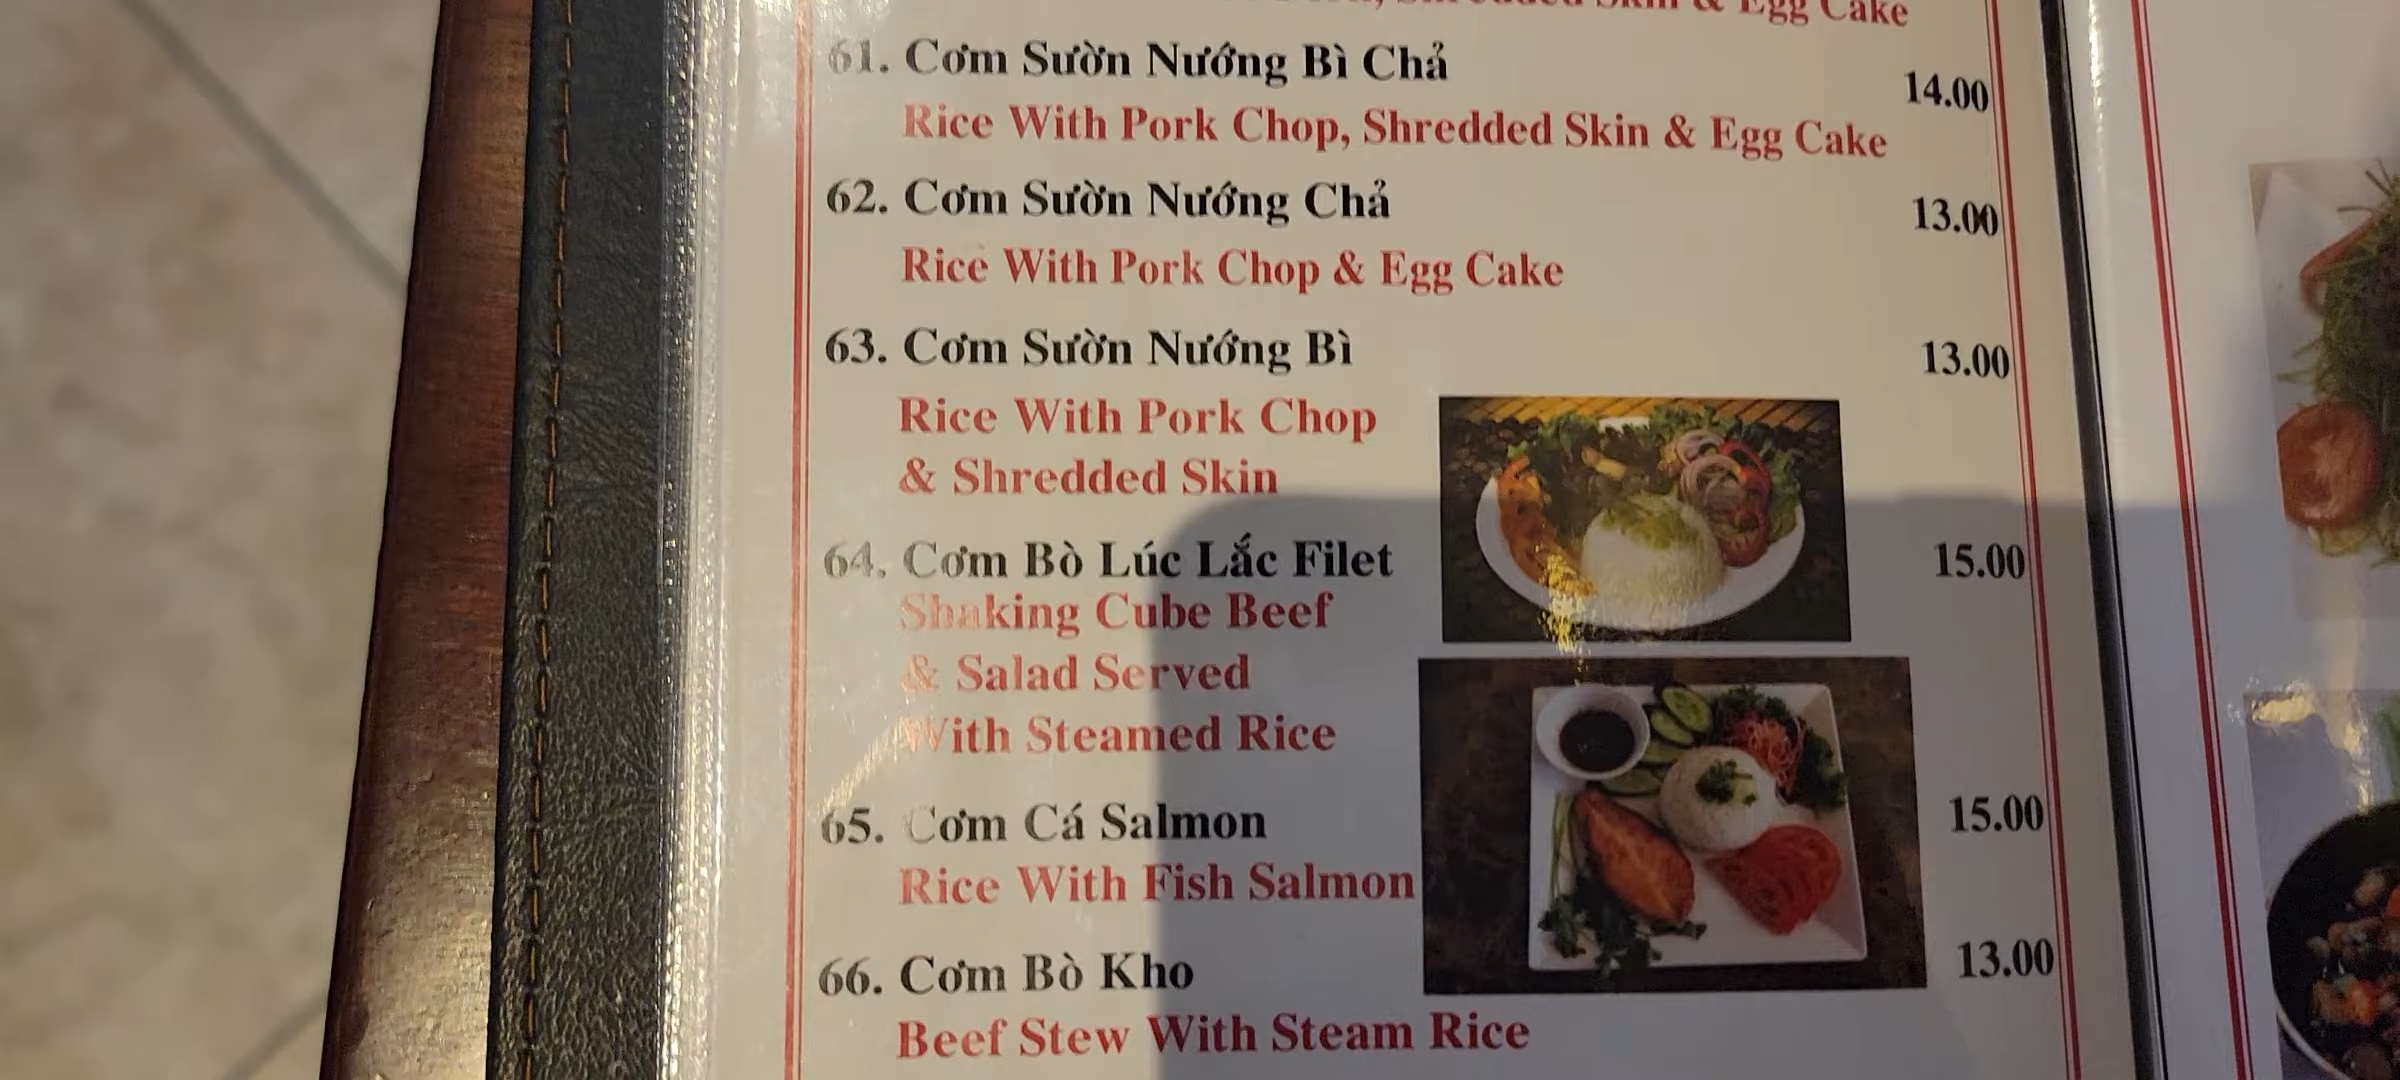 Skin & Egg Cake
61. Cơm Sườn Nướng Bì Chả 14.00
Rice With Pork Chop, Shredded Skin & Egg Cake
62. Cơm Sườn Nướng Chả 13.00
Rice With Pork Chop & Egg Cake
63. Cơm Sườn Nướng Bì 13.00
Rice With Pork Chop
& Shredded Skin
64. Cơm Bò Lúc Lắc Filet 15.00
Shaking Cube Beef
& Salad Served
With Steamed Rice
65. Cơm Cá Salmon 15.00
Rice With Fish Salmon
66. Cơm Bò Kho 13.00
Beef Stew With Steam Rice